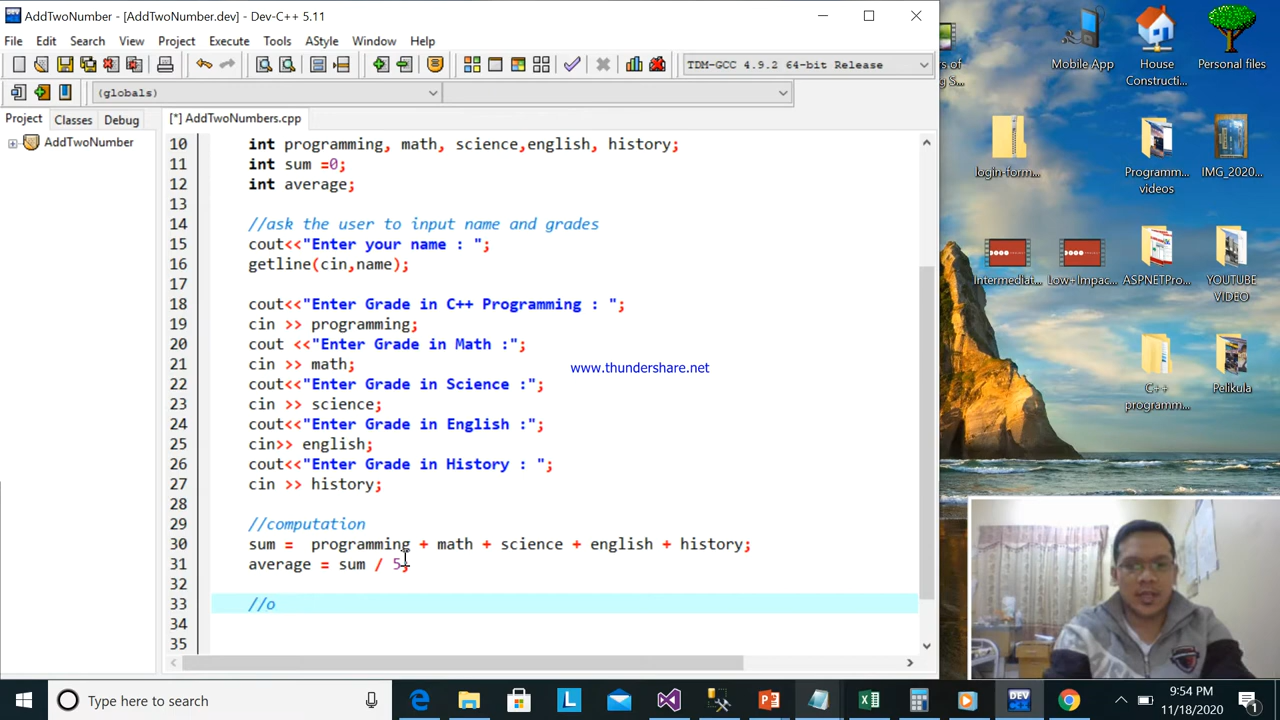 AddTwoNumber - [AddTwoNumber.dev] - Dev-C++ 5.11
File Edit Search View Project Execute Tools AStyle Window Help
TDM-GCC 4.9.2 64-bit Release
(globals)
Project Classes Debug
[*] AddTwoNumbers.cpp
AddTwoNumber
10 int programming, math, science,english, history;
11 int sum =0;
12 int average;
13
14 //ask the user to input name and grades
15 cout<<"Enter your name : ";
16 getline(cin,name);
17
18 cout<<"Enter Grade in C++ Programming : ";
19 cin >> programming;
20 cout <<"Enter Grade in Math :";
21 cin >> math;
22 cout<<"Enter Grade in Science :";
23 cin >> science;
24 cout<<"Enter Grade in English :";
25 cin>> english;
26 cout<<"Enter Grade in History : ";
27 cin >> history;
28
29 //computation
30 sum =  programming + math + science + english + history;
31 average = sum / 5;
32
33 //o
34
35
www.thundershare.net
Mobile App
House
Constructi...
Personal files
login-form...
Programm...
videos
IMG_2020...
Intermediat...
Low+Impac...
ASPNETPro...
YOUTUBE
VIDEO
C++
programm...
Pelikula
Type here to search
DEV
9:54 PM
11/18/2020
1